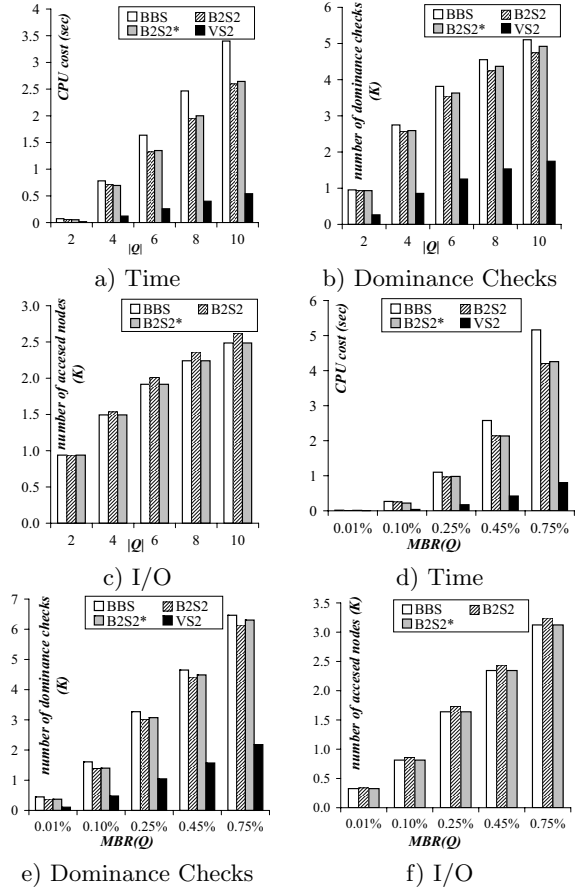 BBS B2S2
B2S2* VS2
CPU cost (sec)
4
3.5
3
2.5
2
1.5
1
0.5
0
2 4 6 8 10
|Q|
a) Time
BBS B2S2
B2S2* VS2
number of dominance checks
(K)
6
5
4
3
2
1
0
2 4 6 8 10
|Q|
b) Dominance Checks
BBS B2S2
B2S2*
number of accesed nodes
(K)
3.0
2.5
2.0
1.5
1.0
0.5
0.0
2 4 6 8 10
|Q|
c) I/O
BBS B2S2
B2S2* VS2
CPU cost (sec)
6
5
4
3
2
1
0
0.01% 0.10% 0.25% 0.45% 0.75%
MBR(Q)
d) Time
BBS B2S2
B2S2* VS2
number of dominance checks
(K)
7
6
5
4
3
2
1
0
0.01% 0.10% 0.25% 0.45% 0.75%
MBR(Q)
e) Dominance Checks
BBS B2S2
B2S2*
number of accesed nodes (K)
3.5
3.0
2.5
2.0
1.5
1.0
0.5
0.0
0.01% 0.10% 0.25% 0.45% 0.75%
MBR(Q)
f) I/O